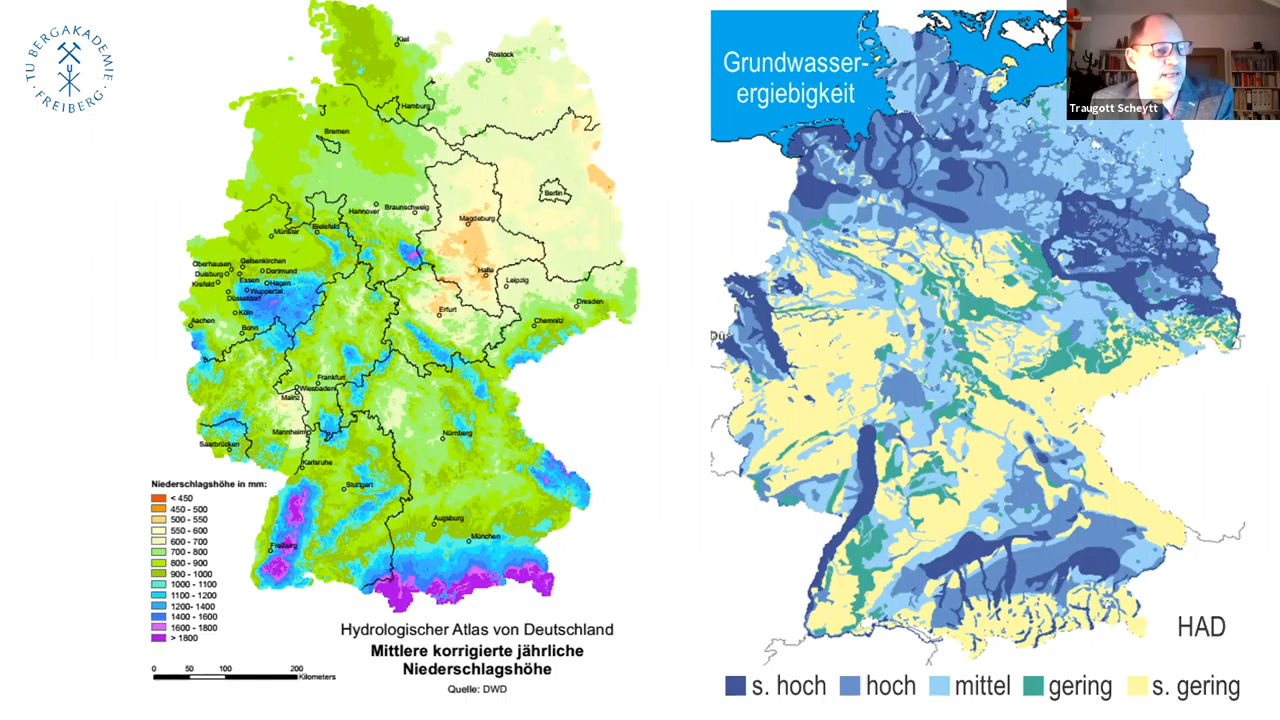 TU BERGAKADEMIE
FREIBERG
Kiel
Rostock
Hamburg
Bremen
Berlin
Hannover
Braunschweig
Magdeburg
Münster
Bielefeld
Oberhausen
Gelsenkirchen
Duisburg
Dortmund
Krefeld
Essen
Hagen
Wuppertal
Düsseldorf
Halle
Leipzig
Köln
Aachen
Bonn
Erfurt
Dresden
Chemnitz
Frankfurt
Wiesbaden
Mainz
Mannheim
Saarbrücken
Nürnberg
Karlsruhe
Stuttgart
Augsburg
München
Freiburg
Niederschlagshöhe in mm:
< 450
450 - 500
500 - 550
550 - 600
600 - 700
700 - 800
800 - 900
900 - 1000
1000 - 1100
1100 - 1200
1200 - 1400
1400 - 1600
1600 - 1800
> 1800
0 50 100 200
Kilometers
Hydrologischer Atlas von Deutschland
Mittlere korrigierte jährliche
Niederschlagshöhe
Quelle: DWD
Grundwasser-
ergiebigkeit
Traugott Scheytt
Düs
HAD
s. hoch hoch mittel gering s. gering